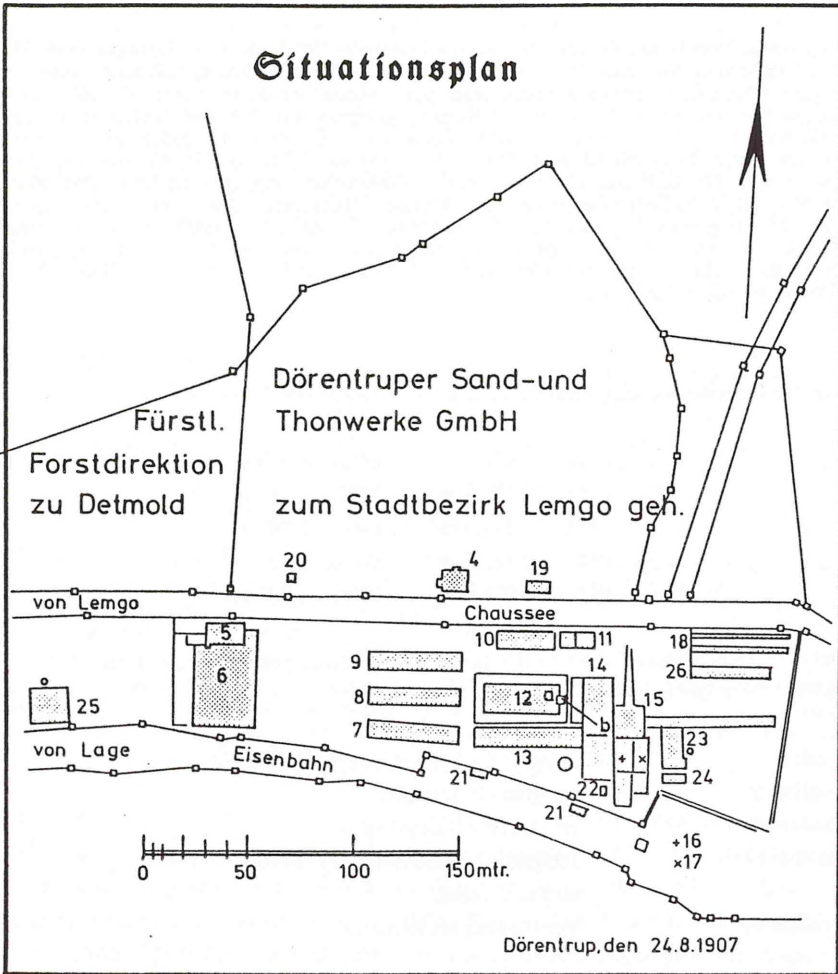 Situationsplan
Dörentruper Sand-und
Fürstl. Thonwerke GmbH
Forstdirektion
zu Detmold zum Stadtbezirk Lemgo geh.
20 4 19
von Lemgo Chaussee
5 10 11 18
6 9 14 26
25 8 12 b 15
7 13 23
von Lage Eisenbahn 21 + × 24
22
21
+16
×17
0 50 100 150 mtr.
Dörentrup, den 24.8.1907